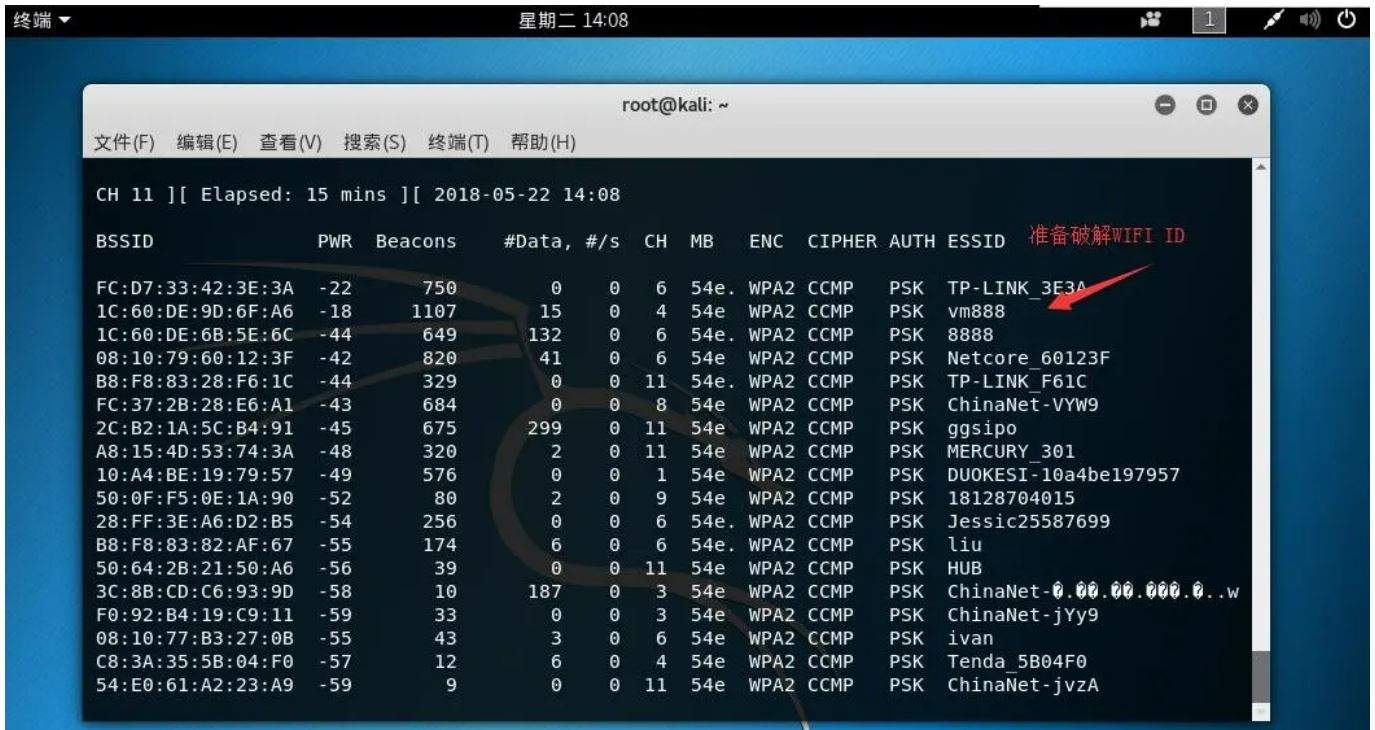 终端 星期二 14:08 1
root@kali: ~
文件(F) 编辑(E) 查看(V) 搜索(S) 终端(T) 帮助(H)
CH 11 ][ Elapsed: 15 mins ][ 2018-05-22 14:08
准备破解WIFI ID
BSSID PWR Beacons #Data, #/s CH MB ENC CIPHER AUTH ESSID
FC:D7:33:42:3E:3A -22 750 0 0 6 54e. WPA2 CCMP PSK TP-LINK_3E3A
1C:60:DE:9D:6F:A6 -18 1107 15 0 4 54e WPA2 CCMP PSK vm888
1C:60:DE:6B:5E:6C -44 649 132 0 6 54e. WPA2 CCMP PSK 8888
08:10:79:60:12:3F -42 820 41 0 6 54e WPA2 CCMP PSK Netcore_60123F
B8:F8:83:28:F6:1C -44 329 0 0 11 54e. WPA2 CCMP PSK TP-LINK_F61C
FC:37:2B:28:E6:A1 -43 684 0 0 8 54e WPA2 CCMP PSK ChinaNet-VYW9
2C:B2:1A:5C:B4:91 -45 675 299 0 11 54e WPA2 CCMP PSK ggsipo
A8:15:4D:53:74:3A -48 320 2 0 11 54e WPA2 CCMP PSK MERCURY_301
10:A4:BE:19:79:57 -49 576 0 0 1 54e WPA2 CCMP PSK DUOKESI-10a4be197957
50:0F:F5:0E:1A:90 -52 80 2 0 9 54e WPA2 CCMP PSK 18128704015
28:FF:3E:A6:D2:B5 -54 256 0 0 6 54e. WPA2 CCMP PSK Jessic25587699
B8:F8:83:82:AF:67 -55 174 6 0 6 54e. WPA2 CCMP PSK liu
50:64:2B:21:50:A6 -56 39 0 0 11 54e WPA2 CCMP PSK HUB
3C:8B:CD:C6:93:9D -58 10 187 0 3 54e WPA2 CCMP PSK ChinaNet-�.��.��.���.�..w
F0:92:B4:19:C9:11 -59 33 0 0 3 54e WPA2 CCMP PSK ChinaNet-jYy9
08:10:77:B3:27:0B -55 43 3 0 6 54e WPA2 CCMP PSK ivan
C8:3A:35:5B:04:F0 -57 12 6 0 4 54e WPA2 CCMP PSK Tenda_5B04F0
54:E0:61:A2:23:A9 -59 9 0 0 11 54e WPA2 CCMP PSK ChinaNet-jvzA